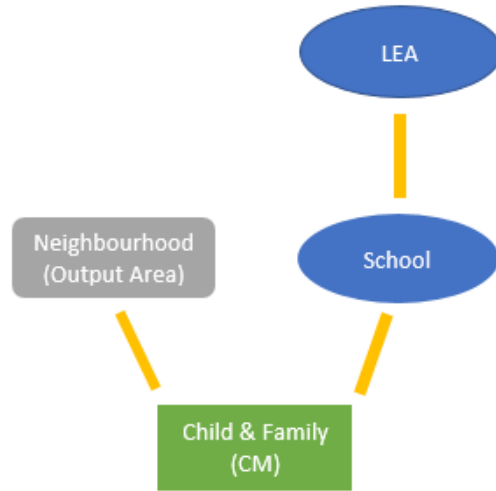 LEA
Neighbourhood
(Output Area)
School
Child & Family
(CM)